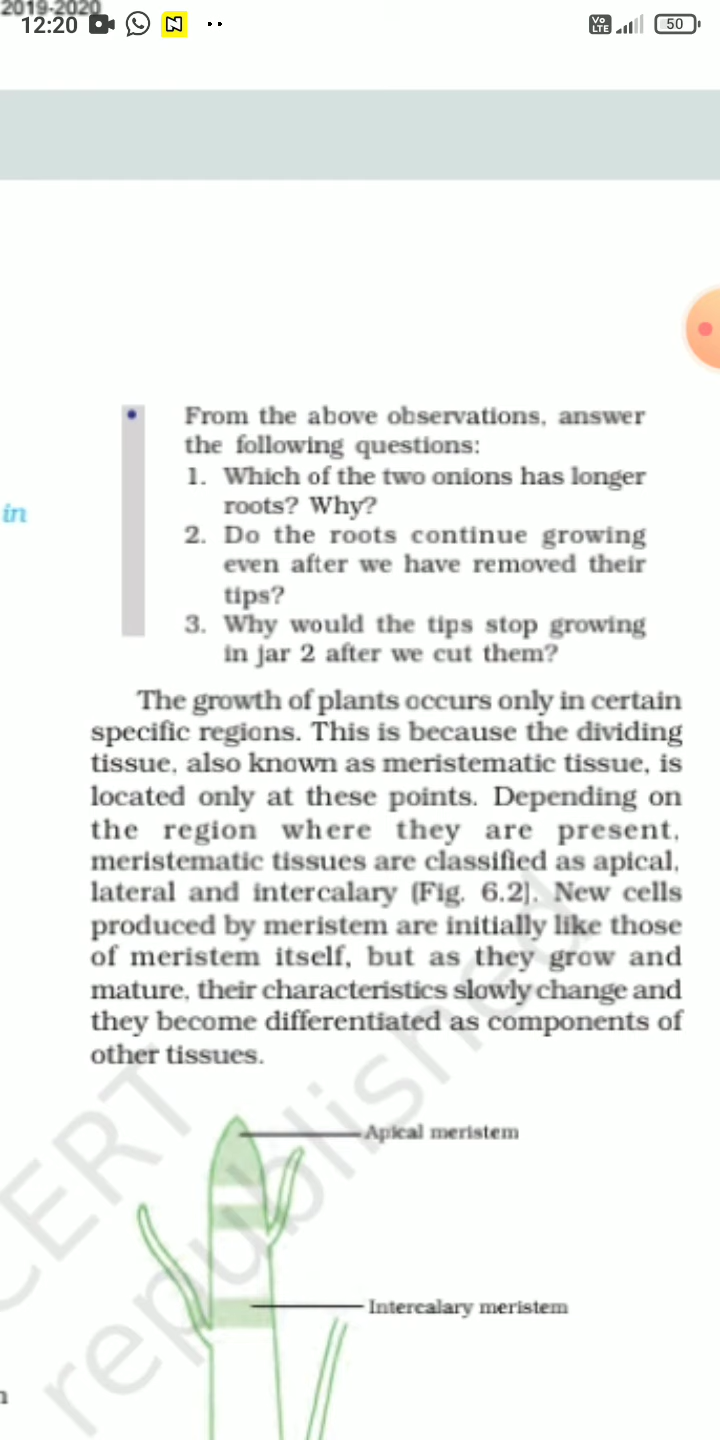 2019-2020
12:20
Vo
LTE
50
From the above observations, answer
the following questions:
1. Which of the two onions has longer
roots? Why?
in
2. Do the roots continue growing
even after we have removed their
tips?
3. Why would the tips stop growing
in jar 2 after we cut them?
The growth of plants occurs only in certain
specific regions. This is because the dividing
tissue, also known as meristematic tissue, is
located only at these points. Depending on
the region where they are present,
meristematic tissues are classified as apical,
lateral and intercalary (Fig. 6.2). New cells
produced by meristem are initially like those
of meristem itself, but as they grow and
mature, their characteristics slowly change and
they become differentiated as components of
other tissues.
Apical meristem
Intercalary meristem
CERT
republished